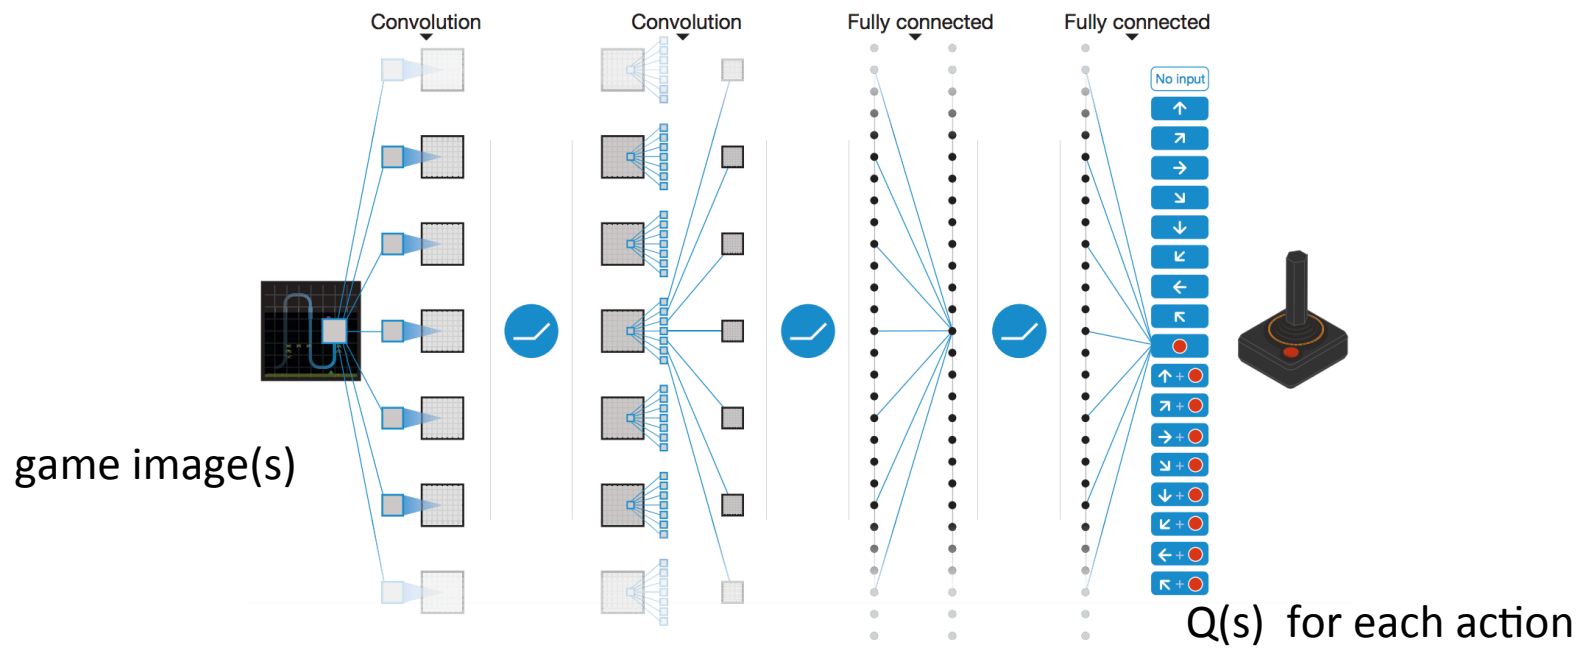 Convolution
Convolution
Fully connected
Fully connected
No input
game image(s)
Q(s) for each action